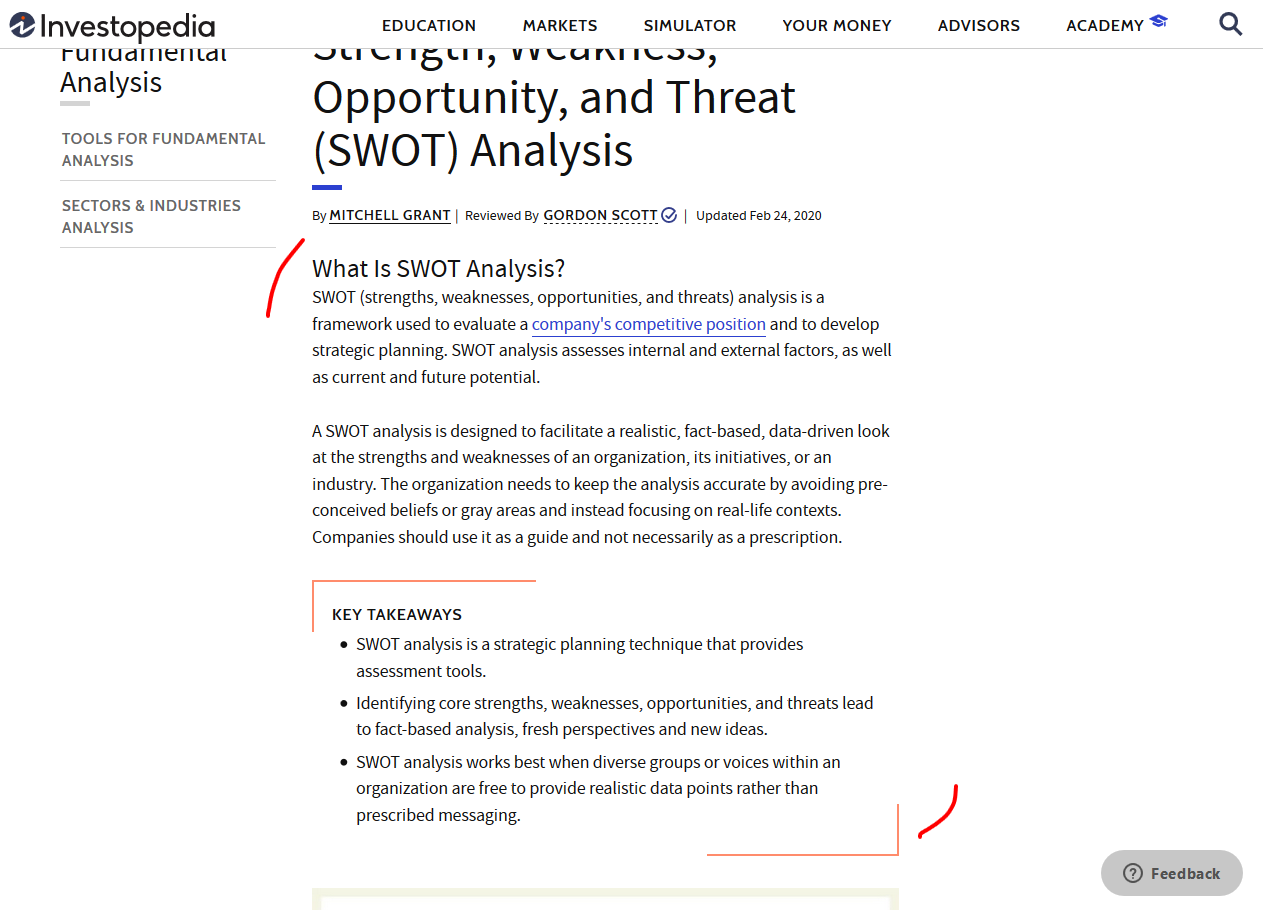 Investopedia
EDUCATION
MARKETS
SIMULATOR
YOUR MONEY
ADVISORS
ACADEMY
Fundamental
Analysis
TOOLS FOR FUNDAMENTAL
ANALYSIS
SECTORS & INDUSTRIES
ANALYSIS
Strength, Weakness,
Opportunity, and Threat
(SWOT) Analysis
By MITCHELL GRANT | Reviewed By GORDON SCOTT | Updated Feb 24, 2020
What Is SWOT Analysis?
SWOT (strengths, weaknesses, opportunities, and threats) analysis is a
framework used to evaluate a company's competitive position and to develop
strategic planning. SWOT analysis assesses internal and external factors, as well
as current and future potential.
A SWOT analysis is designed to facilitate a realistic, fact-based, data-driven look
at the strengths and weaknesses of an organization, its initiatives, or an
industry. The organization needs to keep the analysis accurate by avoiding pre-
conceived beliefs or gray areas and instead focusing on real-life contexts.
Companies should use it as a guide and not necessarily as a prescription.
KEY TAKEAWAYS
• SWOT analysis is a strategic planning technique that provides
assessment tools.
• Identifying core strengths, weaknesses, opportunities, and threats lead
to fact-based analysis, fresh perspectives and new ideas.
• SWOT analysis works best when diverse groups or voices within an
organization are free to provide realistic data points rather than
prescribed messaging.
? Feedback